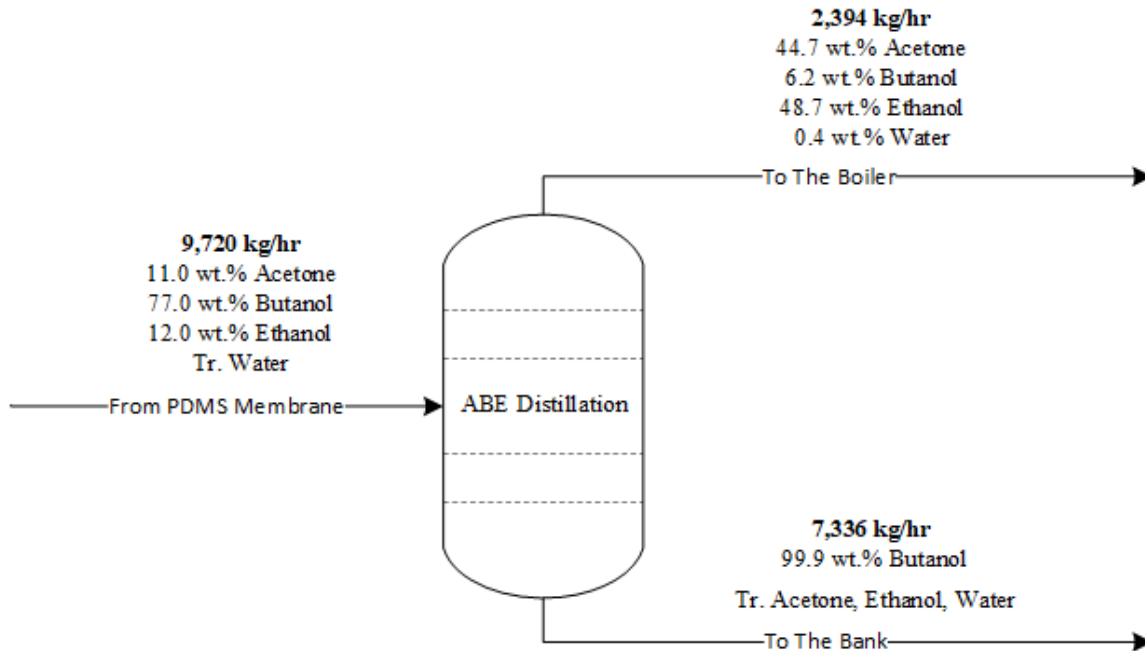 2,394 kg/hr
44.7 wt.% Acetone
6.2 wt.% Butanol
48.7 wt.% Ethanol
0.4 wt.% Water
To The Boiler
9,720 kg/hr
11.0 wt.% Acetone
77.0 wt.% Butanol
12.0 wt.% Ethanol
Tr. Water
From PDMS Membrane
ABE Distillation
7,336 kg/hr
99.9 wt.% Butanol
Tr. Acetone, Ethanol, Water
To The Bank